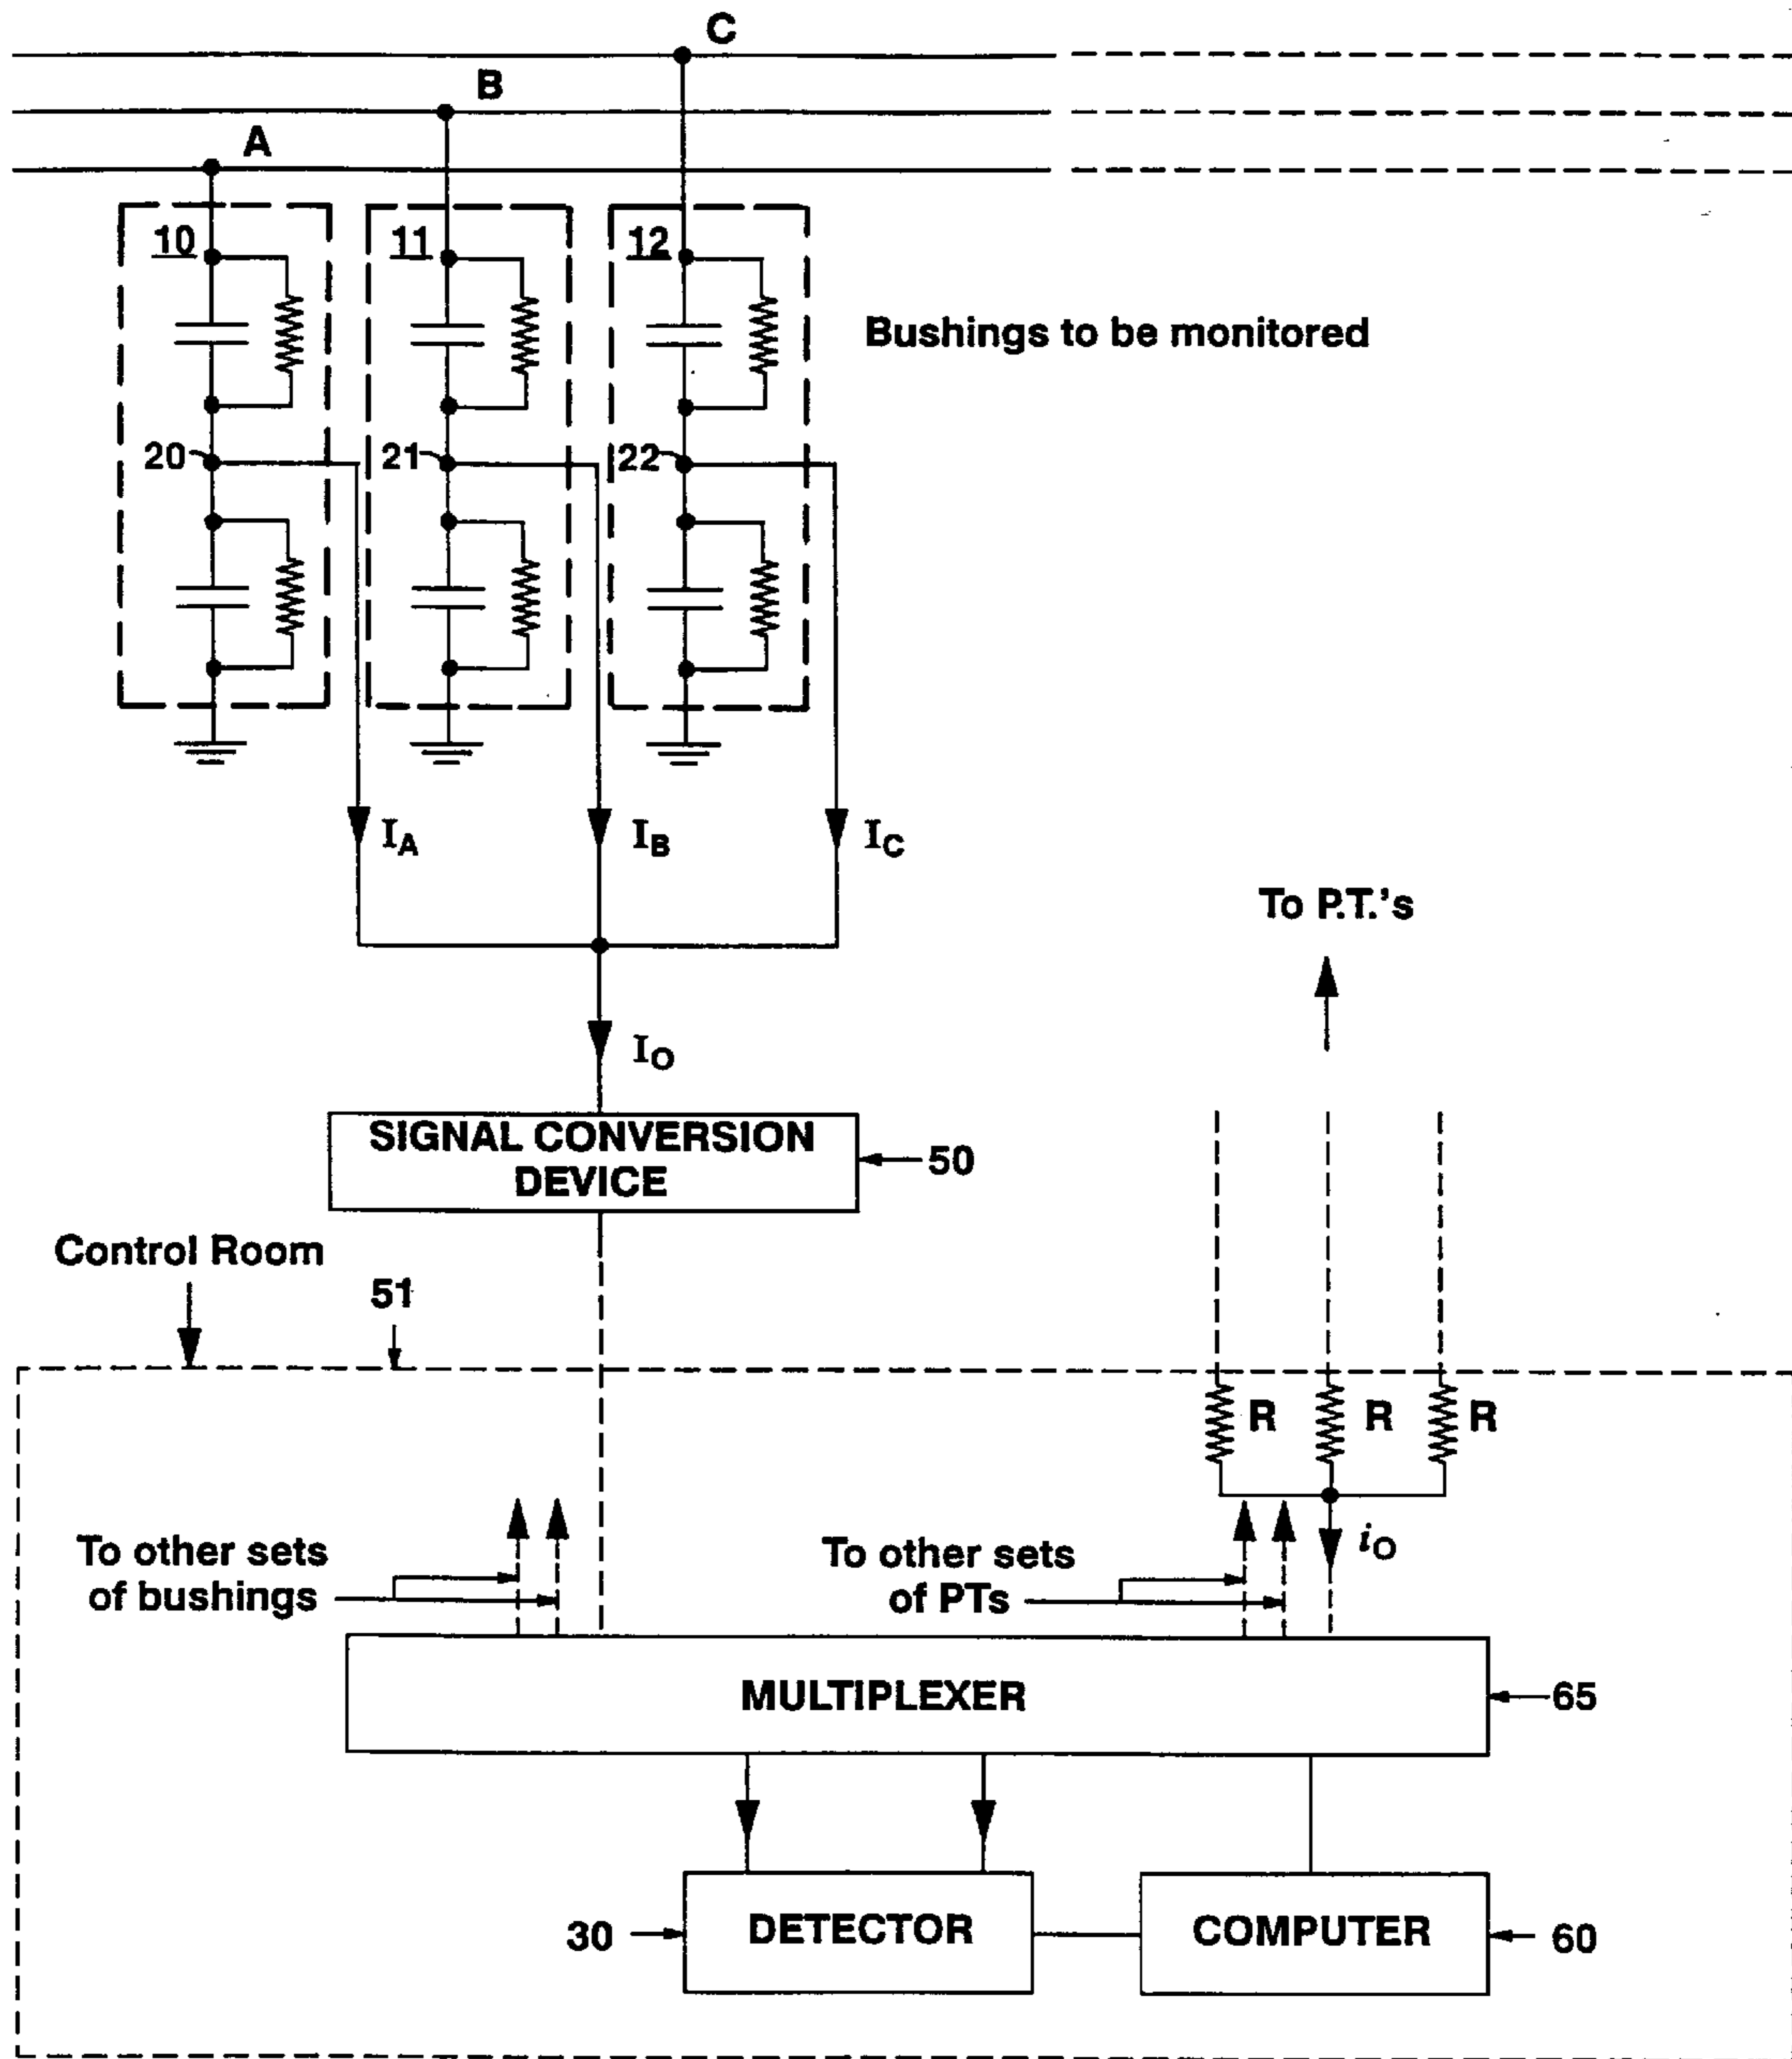 C
B
A
10
11
12
Bushings to be monitored
20
21
22
IA
IB
IC
To P.T.'s
IO
SIGNAL CONVERSION
DEVICE
50
Control Room
51
R
R
R
iO
To other sets
of bushings
To other sets
of PTs
MULTIPLEXER
65
30
DETECTOR
COMPUTER
60